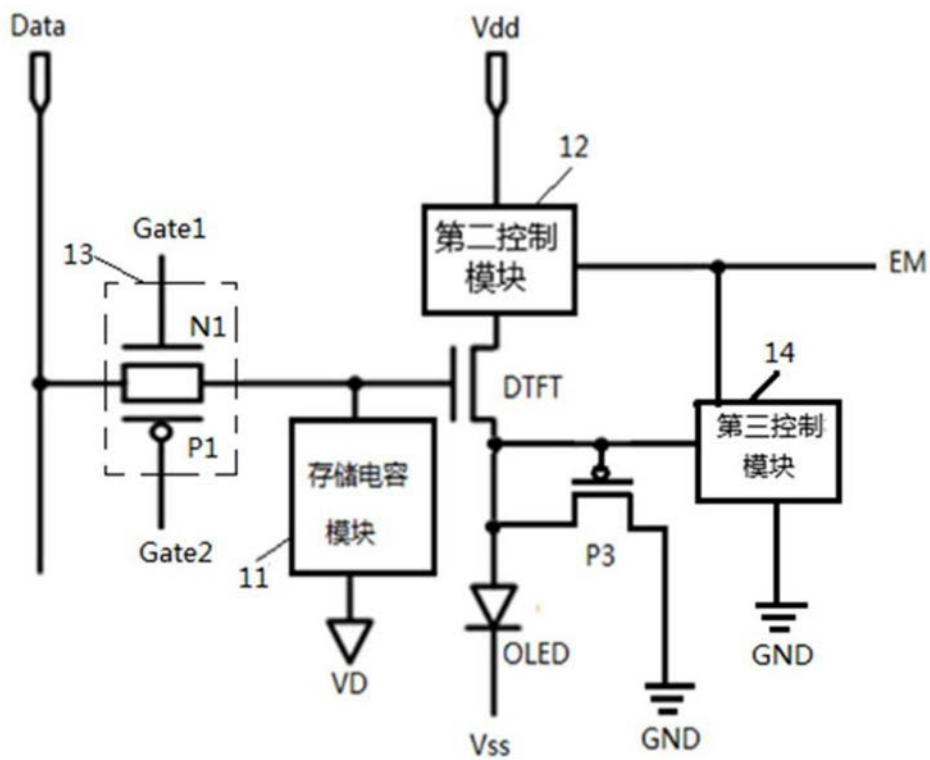 Data
Vdd
12
Gate1
第二控制
模块
13
EM
N1
14
DTFT
第三控制
模块
P1
存储电容
模块
P3
Gate2
11
OLED
GND
VD
Vss
GND